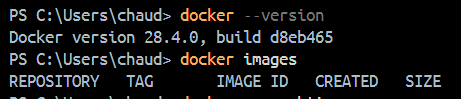 PS C:\Users\chaud> docker --version
Docker version 28.4.0, build d8eb465
PS C:\Users\chaud> docker images
REPOSITORY   TAG       IMAGE ID   CREATED   SIZE